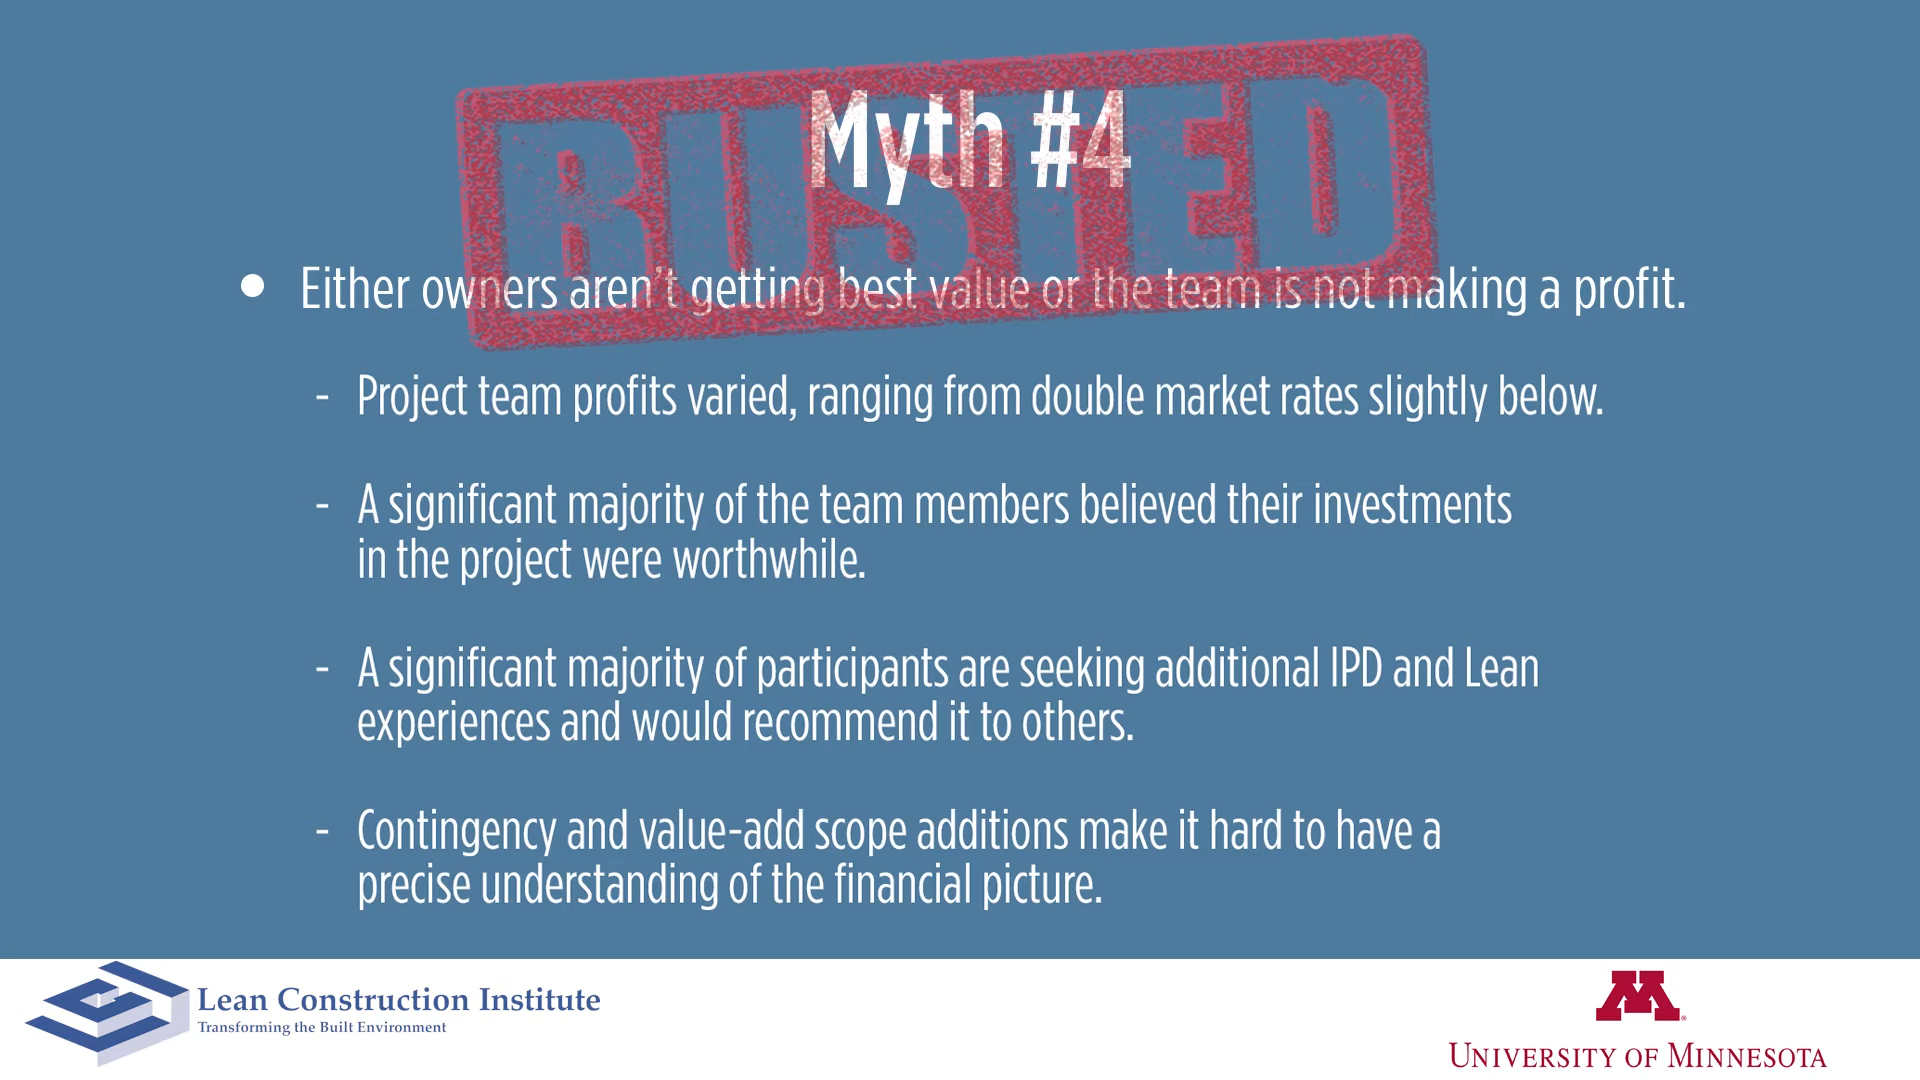 BUSTED
Myth #4
• Either owners aren't getting best value or the team is not making a profit.
- Project team profits varied, ranging from double market rates slightly below.
- A significant majority of the team members believed their investments
in the project were worthwhile.
- A significant majority of participants are seeking additional IPD and Lean
experiences and would recommend it to others.
- Contingency and value-add scope additions make it hard to have a
precise understanding of the financial picture.
Lean Construction Institute
Transforming the Built Environment
M
UNIVERSITY OF MINNESOTA